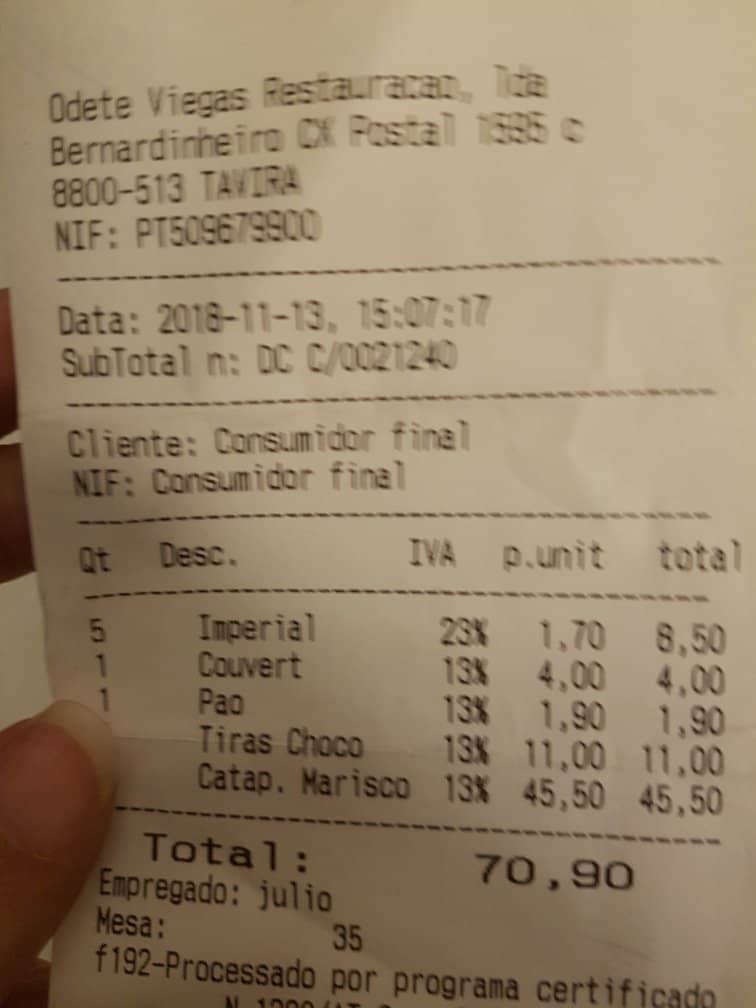 Odete Viegas Restauracao, lda
Bernardinheiro CX Postal 1595 c
8800-513 TAVIRA
NIF: PT509679900
Data: 2018-11-13, 15:07:17
SubTotal n: DC C/0021240
Cliente: Consumidor final
NIF: Consumidor final
Qt Desc. IVA p.unit total
5 Imperial 23% 1,70 8,50
1 Couvert 13% 4,00 4,00
1 Pao 13% 1,90 1,90
Tiras Choco 13% 11,00 11,00
Catap. Marisco 13% 45,50 45,50
Total: 70,90
Empregado: julio
Mesa: 35
f192-Processado por programa certificado